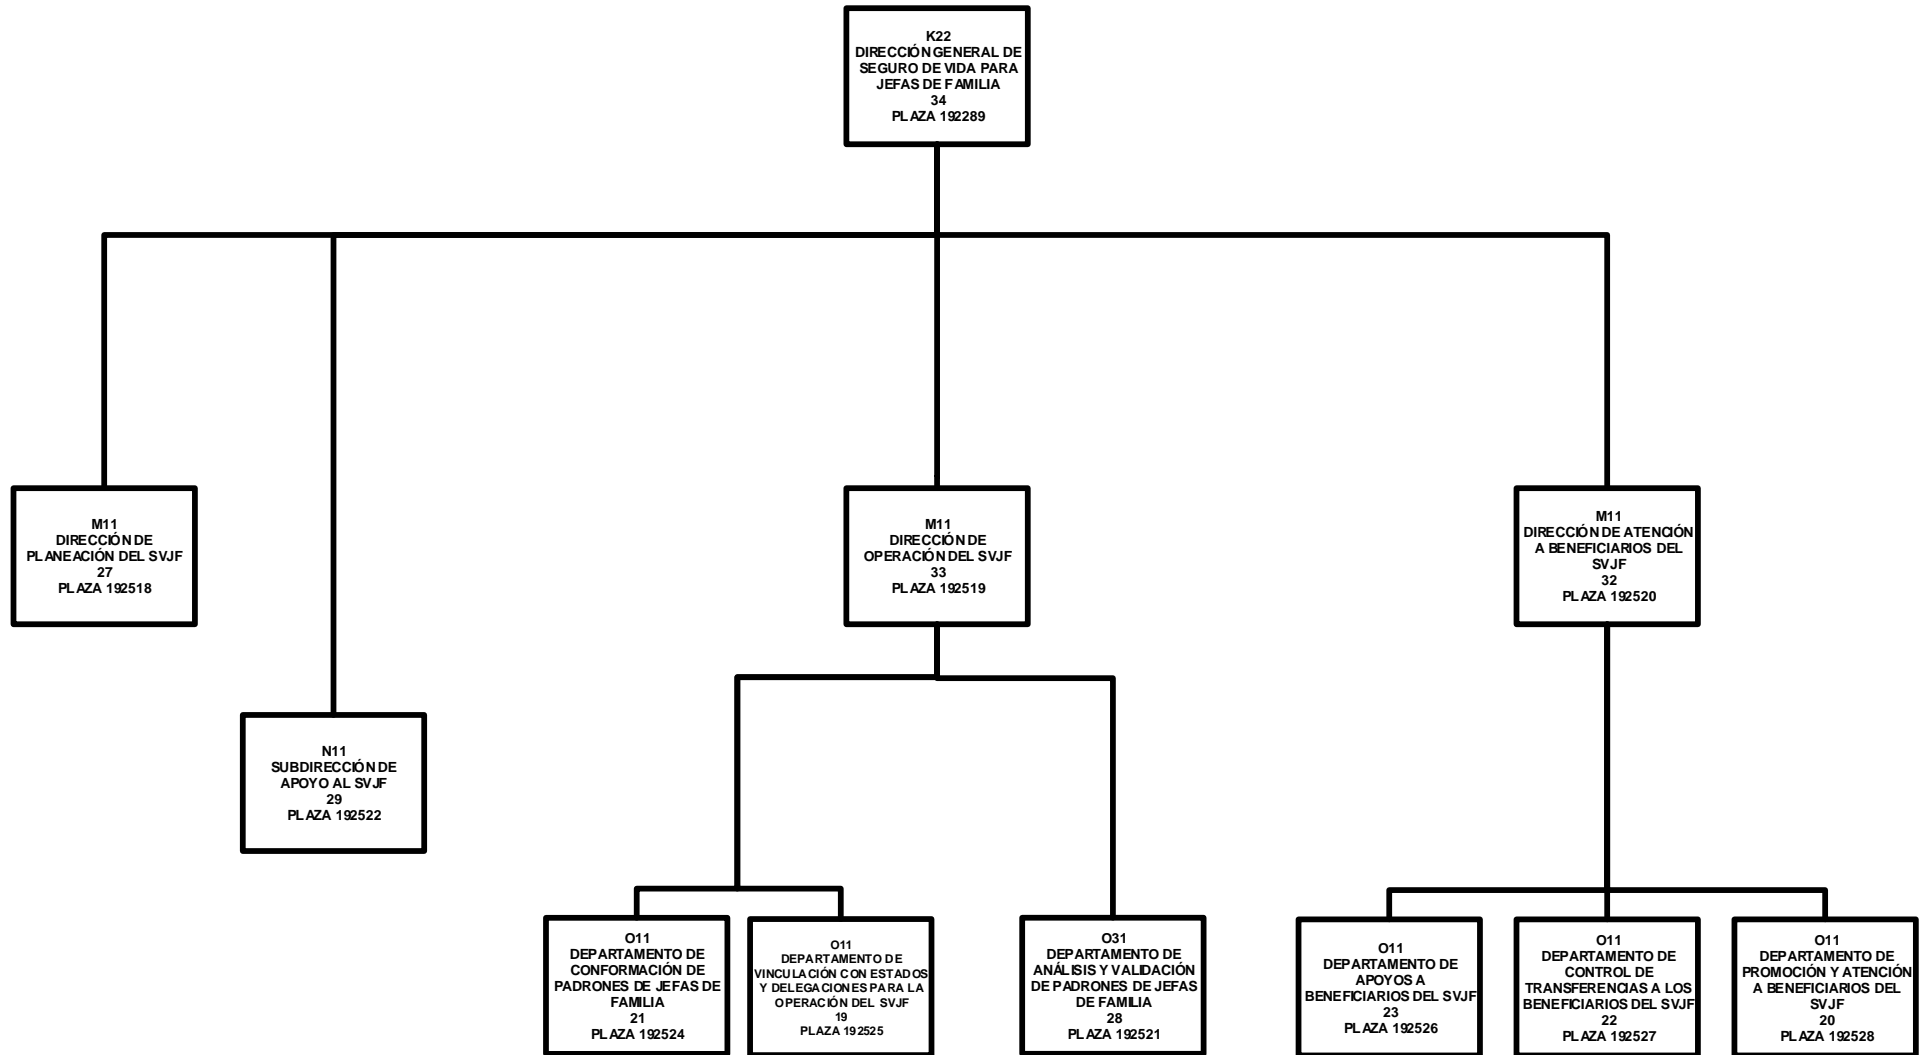 K22
DIRECCIÓN GENERAL DE
SEGURO DE VIDA PARA
JEFAS DE FAMILIA
34
PLAZA 192289
M11
DIRECCIÓN DE
PLANEACIÓN DEL SVJF
27
PLAZA 192518
M11
DIRECCIÓN DE
OPERACIÓN DEL SVJF
33
PLAZA 192519
M11
DIRECCIÓN DE ATENCIÓN
A BENEFICIARIOS DEL
SVJF
32
PLAZA 192520
N11
SUBDIRECCIÓN DE
APOYO AL SVJF
29
PLAZA 192522
O11
DEPARTAMENTO DE
CONFORMACIÓN DE
PADRONES DE JEFAS DE
FAMILIA
21
PLAZA 192524
O11
DEPARTAMENTO DE
VINCULACIÓN CON ESTADOS
Y DELEGACIONES PARA LA
OPERACIÓN DEL SVJF
19
PLAZA 192525
O31
DEPARTAMENTO DE
ANÁLISIS Y VALIDACIÓN
DE PADRONES DE JEFAS
DE FAMILIA
28
PLAZA 192521
O11
DEPARTAMENTO DE
APOYOS A
BENEFICIARIOS DEL SVJF
23
PLAZA 192526
O11
DEPARTAMENTO DE
CONTROL DE
TRANSFERENCIAS A LOS
BENEFICIARIOS DEL SVJF
22
PLAZA 192527
O11
DEPARTAMENTO DE
PROMOCIÓN Y ATENCIÓN
A BENEFICIARIOS DEL
SVJF
20
PLAZA 192528